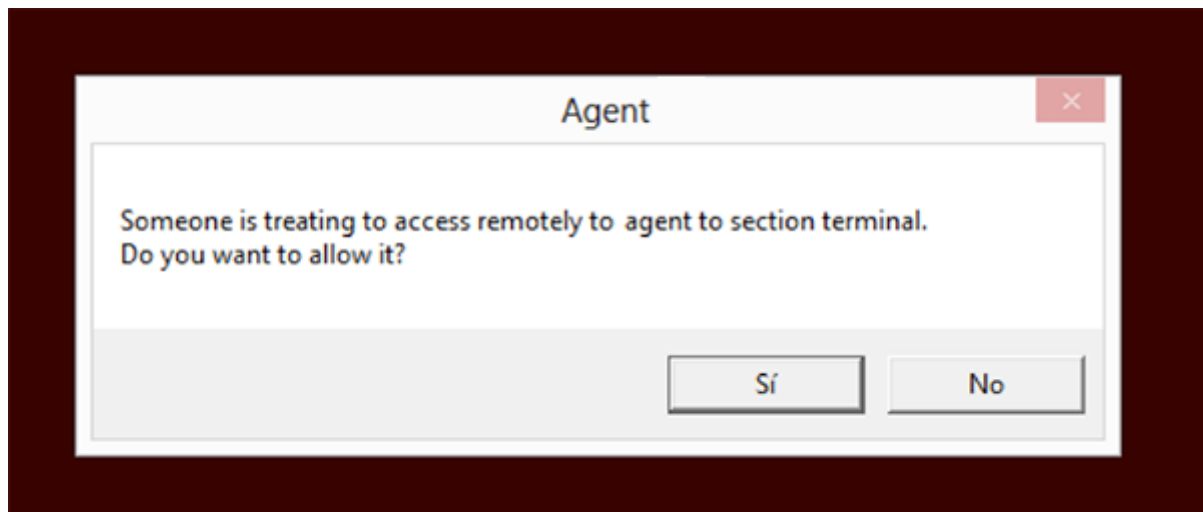 Agent
Someone is treating to access remotely to agent to section terminal.
Do you want to allow it?
Sí No